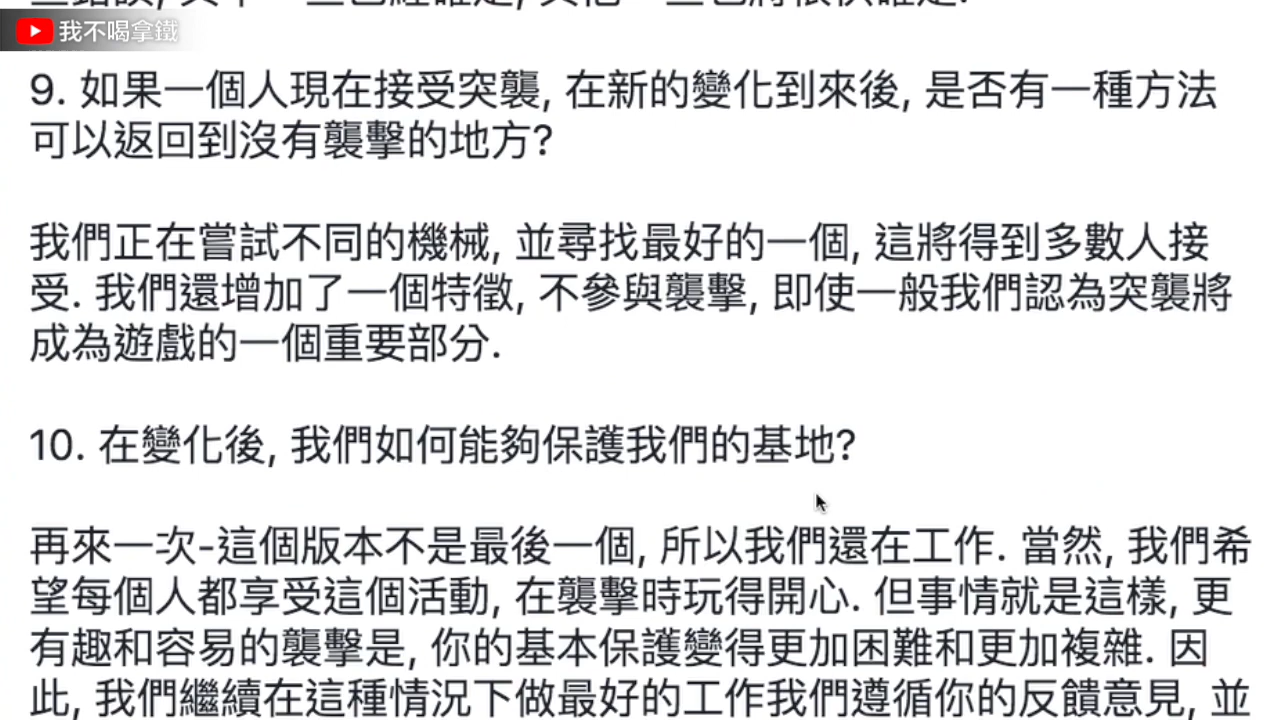 我不喝拿鐵
9. 如果一個人現在接受突襲, 在新的變化到來後, 是否有一種方法
可以返回到沒有襲擊的地方?
我們正在嘗試不同的機械, 並尋找最好的一個, 這將得到多數人接
受. 我們還增加了一個特徵, 不參與襲擊, 即使一般我們認為突襲將
成為遊戲的一個重要部分.
10. 在變化後, 我們如何能夠保護我們的基地?
再來一次-這個版本不是最後一個, 所以我們還在工作. 當然, 我們希
望每個人都享受這個活動, 在襲擊時玩得開心. 但事情就是這樣, 更
有趣和容易的襲擊是, 你的基本保護變得更加困難和更加複雜. 因
此, 我們繼續在這種情況下做最好的工作我們遵循你的反饋意見, 並